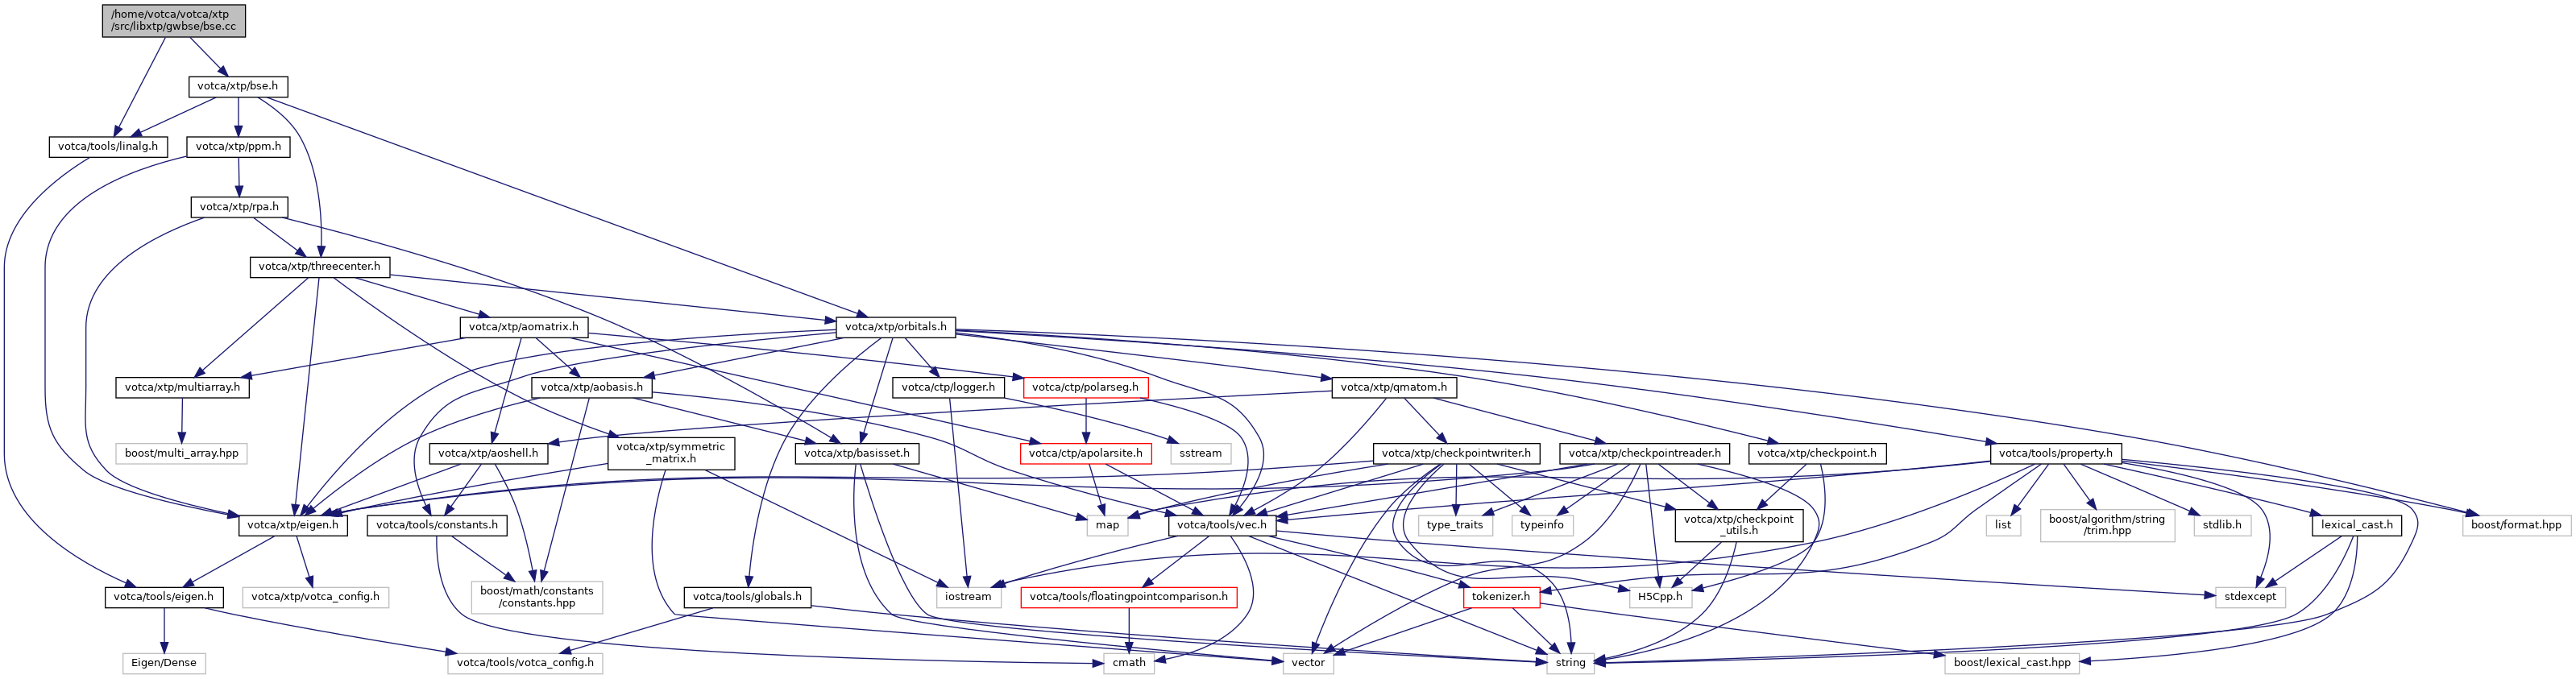 /home/votca/votca/xtp
/src/libxtp/gwbse/bse.cc
votca/xtp/bse.h
votca/tools/linalg.h
votca/xtp/ppm.h
votca/xtp/rpa.h
votca/xtp/threecenter.h
votca/xtp/aomatrix.h
votca/xtp/orbitals.h
votca/xtp/multiarray.h
votca/xtp/aobasis.h
votca/ctp/logger.h
votca/ctp/polarseg.h
votca/xtp/qmatom.h
boost/multi_array.hpp
votca/xtp/aoshell.h
votca/xtp/symmetric
_matrix.h
votca/xtp/basisset.h
votca/ctp/apolarsite.h
sstream
votca/xtp/checkpointwriter.h
votca/xtp/checkpointreader.h
votca/xtp/checkpoint.h
votca/tools/property.h
votca/xtp/eigen.h
votca/tools/constants.h
map
votca/tools/vec.h
type_traits
typeinfo
votca/xtp/checkpoint
_utils.h
list
boost/algorithm/string
/trim.hpp
stdlib.h
lexical_cast.h
boost/format.hpp
votca/tools/eigen.h
votca/xtp/votca_config.h
boost/math/constants
/constants.hpp
votca/tools/globals.h
iostream
votca/tools/floatingpointcomparison.h
tokenizer.h
H5Cpp.h
stdexcept
Eigen/Dense
votca/tools/votca_config.h
cmath
vector
string
boost/lexical_cast.hpp